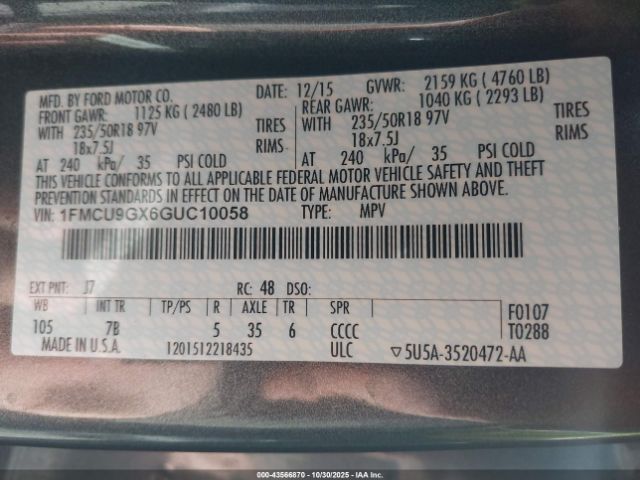 MFD. BY FORD MOTOR CO. DATE: 12/15 GVWR: 2159 KG ( 4760 LB)
FRONT GAWR: 1125 KG ( 2480 LB) REAR GAWR: 1040 KG ( 2293 LB)
WITH 235/50R18 97V TIRES WITH 235/50R18 97V TIRES
18x7.5J RIMS 18x7.5J RIMS
AT 240 kPa/ 35 PSI COLD AT 240 kPa/ 35 PSI COLD
THIS VEHICLE CONFORMS TO ALL APPLICABLE FEDERAL MOTOR VEHICLE SAFETY AND THEFT
PREVENTION STANDARDS IN EFFECT ON THE DATE OF MANUFACTURE SHOWN ABOVE.
VIN: 1FMCU9GX6GUC10058 TYPE: MPV
EXT PNT: J7 RC: 48 DSO:
WB INT TR TP/PS R AXLE TR SPR F0107
105 7B 5 35 6 CCCC T0288
MADE IN U.S.A. 1201512218435 ULC ▽5U5A-3520472-AA
000-43566870 | 10/30/2025 | IAA Inc.